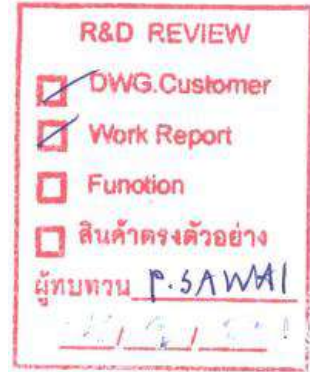 R&D REVIEW
DWG.Customer
Work Report
Funotion
สินค้าตรงตัวอย่าง
ผู้ทบทวน P.SAWAI